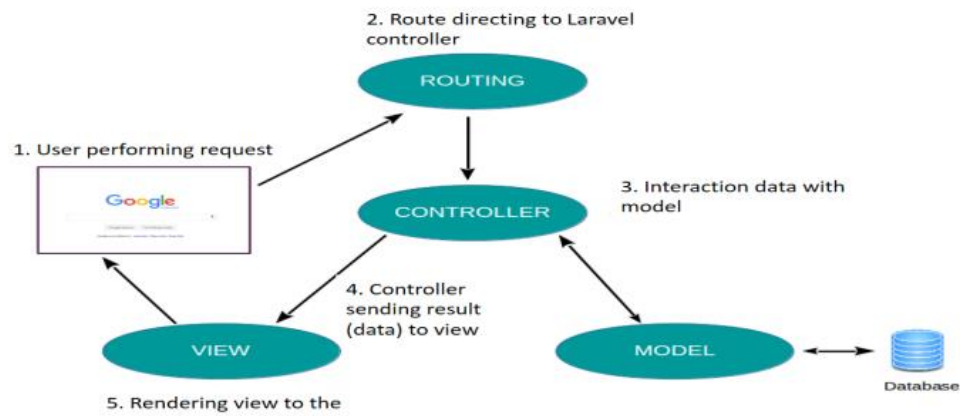 2. Route directing to Laravel
controller
ROUTING
1. User performing request
Google
CONTROLLER
3. Interaction data with
model
4. Controller
sending result
(data) to view
VIEW
MODEL
Database
5. Rendering view to the